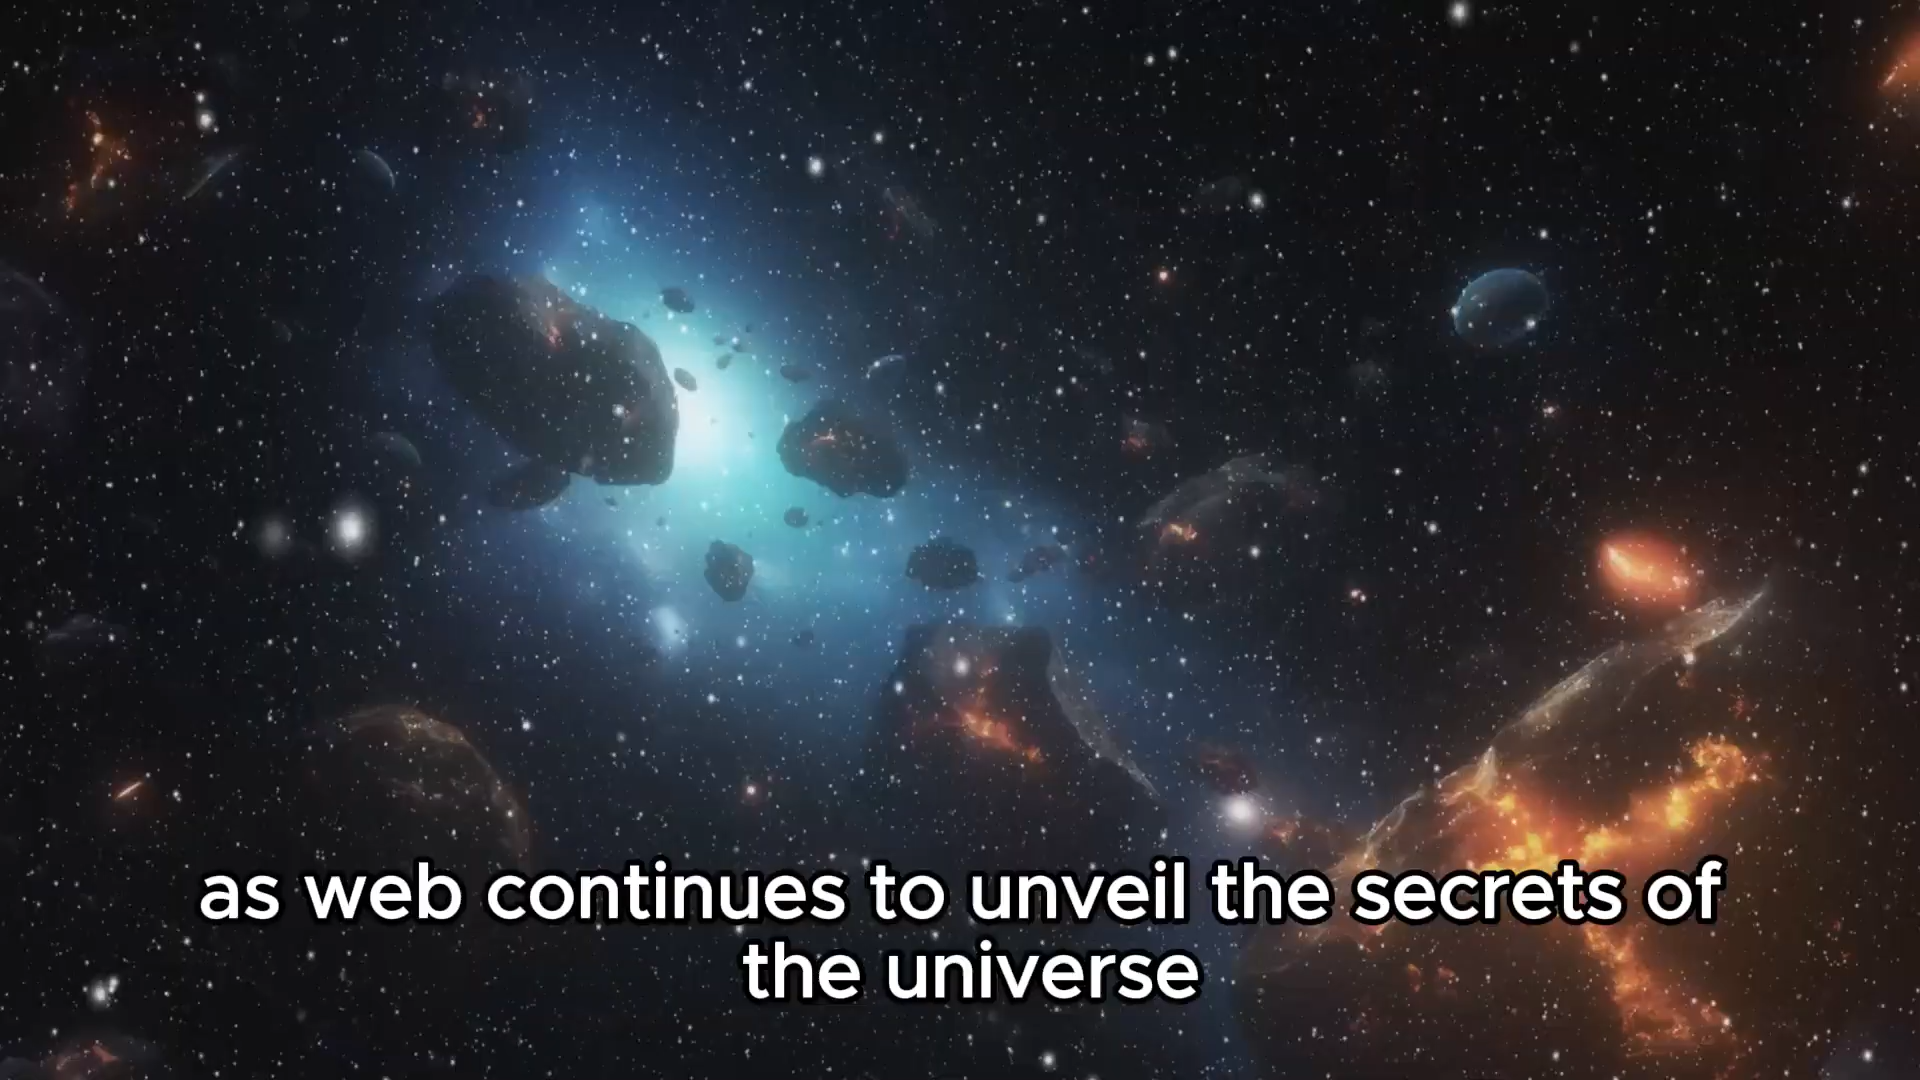 as web continues to unveil the secrets of
the universe